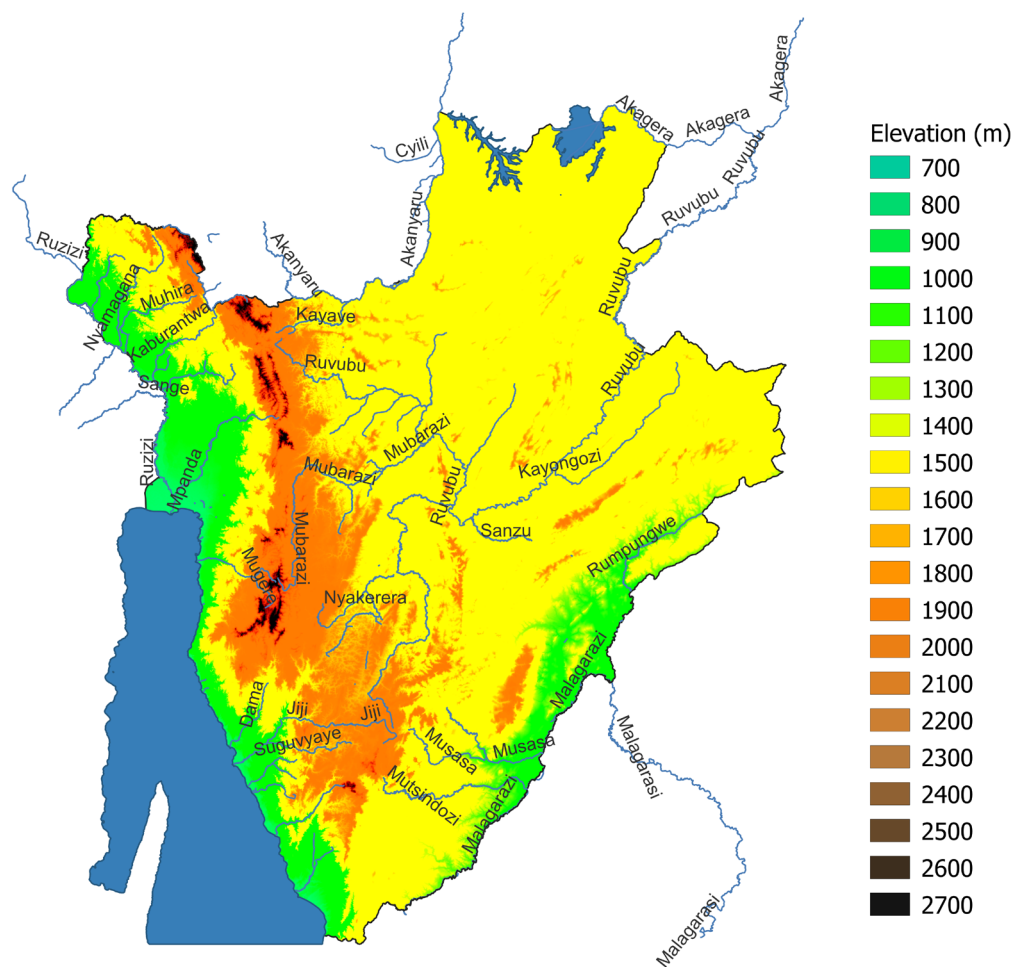 Akagera
Akagera
Akagera
Ruvubu
Cyili
Ruvubu
Akanyaru
Ruzizi
Akanyaru
Nyamagana
Muhira
Ruvubu
Kaburantwa
Kayave
Ruvubu
Ruvubu
Sange
Mubarazi
Ruzizi
Mpanda
Mubarazi
Kayongozi
Ruvubu
Sanzu
Mubarazi
Rumpungwe
Mugere
Nyakerera
Malagarazi
Dama
Jiji
Jiji
Suguvyaye
Musasa
Musasa
Malagarasi
Mutsindozi
Malagarazi
Malagarasi
Elevation (m)
700
800
900
1000
1100
1200
1300
1400
1500
1600
1700
1800
1900
2000
2100
2200
2300
2400
2500
2600
2700